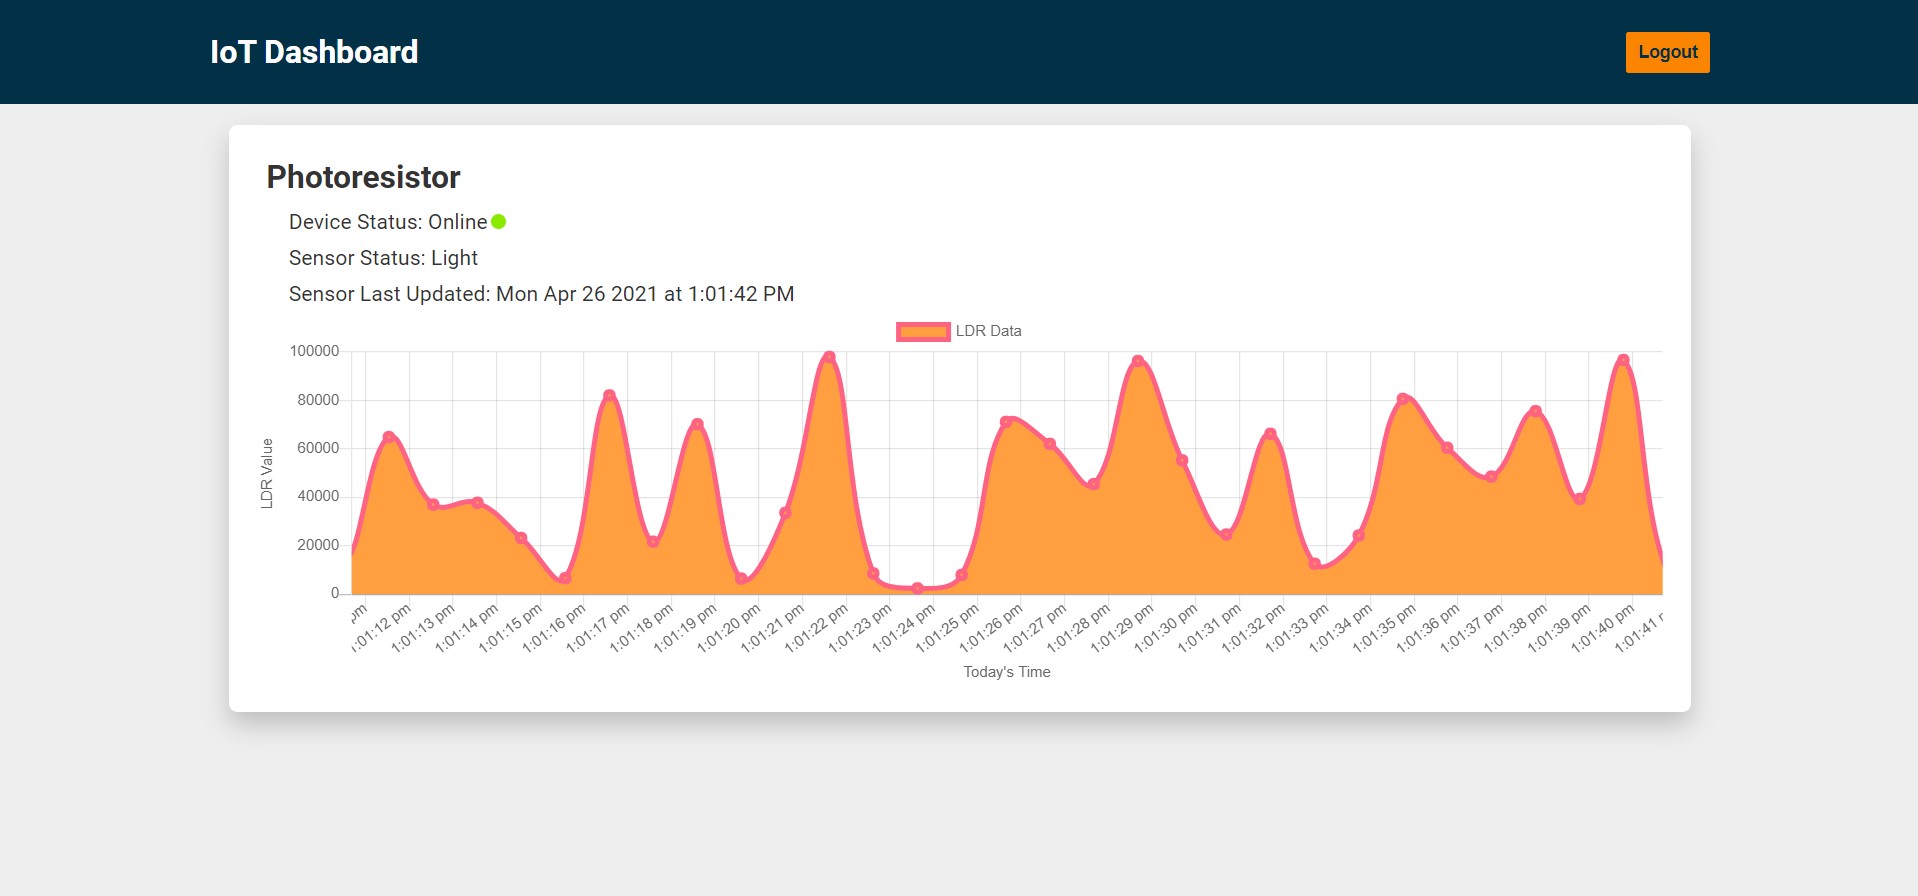 IoT Dashboard
Logout
Photoresistor
Device Status: Online
Sensor Status: Light
Sensor Last Updated: Mon Apr 26 2021 at 1:01:42 PM
LDR Data
100000
80000
60000
40000
20000
0
LDR Value
pm
1:01:12 pm
1:01:13 pm
1:01:14 pm
1:01:15 pm
1:01:16 pm
1:01:17 pm
1:01:18 pm
1:01:19 pm
1:01:20 pm
1:01:21 pm
1:01:22 pm
1:01:23 pm
1:01:24 pm
1:01:25 pm
1:01:26 pm
1:01:27 pm
1:01:28 pm
1:01:29 pm
1:01:30 pm
1:01:31 pm
1:01:32 pm
1:01:33 pm
1:01:34 pm
1:01:35 pm
1:01:36 pm
1:01:37 pm
1:01:38 pm
1:01:39 pm
1:01:40 pm
1:01:41
Today's Time